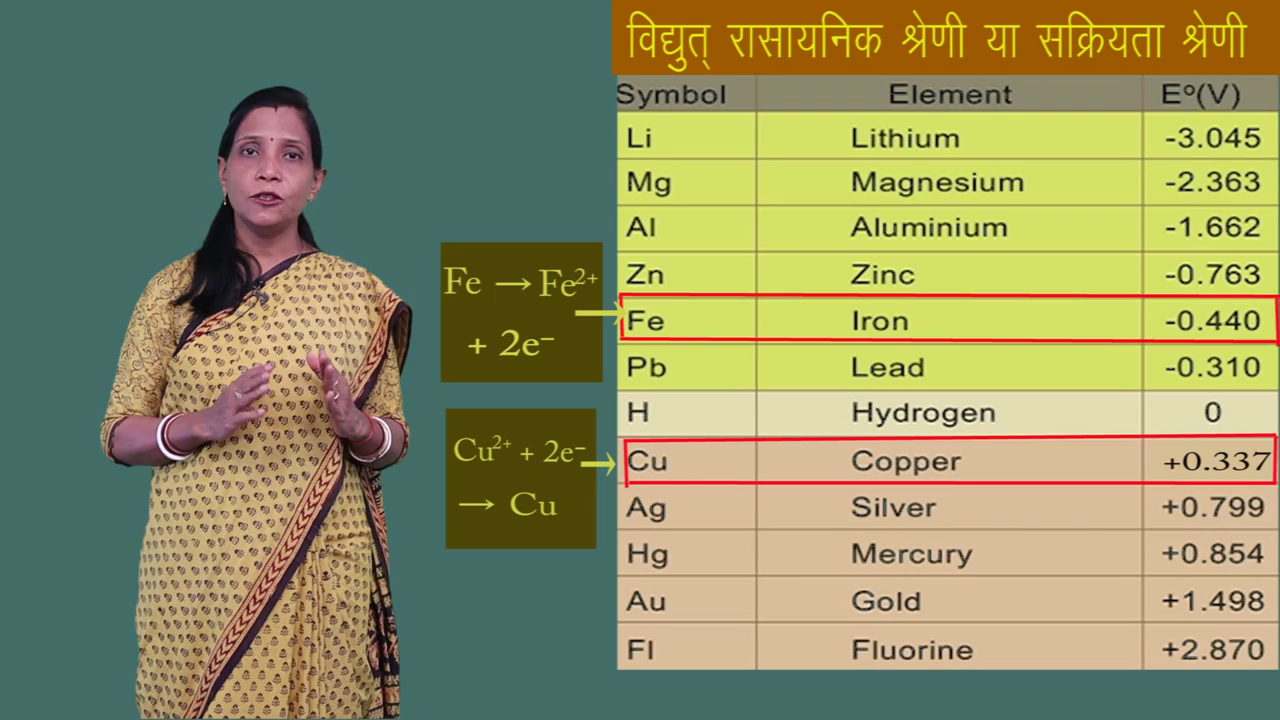 विद्युत् रासायनिक श्रेणी या सक्रियता श्रेणी
Symbol Element E°(V)
Li Lithium -3.045
Mg Magnesium -2.363
Al Aluminium -1.662
Zn Zinc -0.763
Fe Iron -0.440
Pb Lead -0.310
H Hydrogen 0
Cu Copper +0.337
Ag Silver +0.799
Hg Mercury +0.854
Au Gold +1.498
Fl Fluorine +2.870
Fe → Fe²⁺
+ 2e⁻
Cu²⁺ + 2e⁻
→ Cu